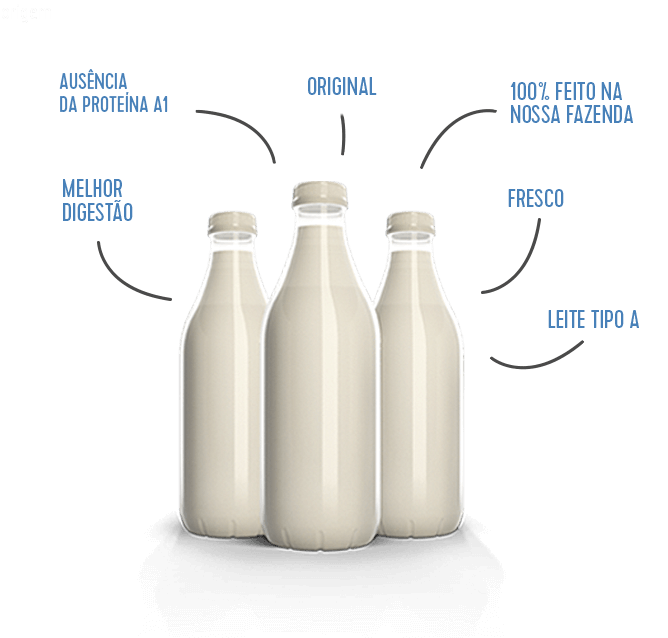 AUSÊNCIA
DA PROTEÍNA A1
ORIGINAL
100% FEITO NA
NOSSA FAZENDA
MELHOR
DIGESTÃO
FRESCO
LEITE TIPO A